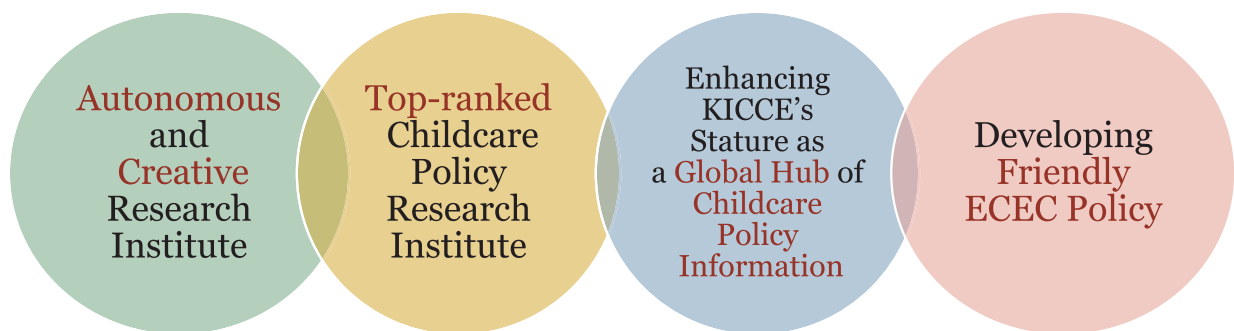 Autonomous
and
Creative
Research
Institute
Top-ranked
Childcare
Policy
Research
Institute
Enhancing
KICCE’s
Stature as
a Global Hub of
Childcare
Policy
Information
Developing
Friendly
ECEC Policy